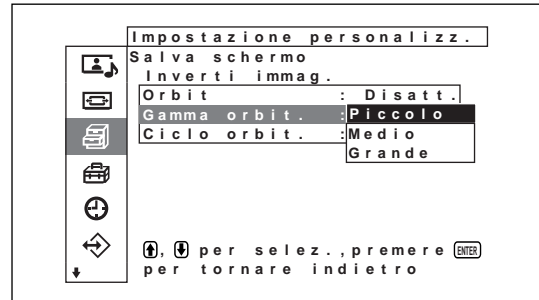 Impostazione personalizz.
Salva schermo
Inverti immag.
Orbit : Disatt.
Gamma orbit. : Piccolo
Ciclo orbit. : Medio
Grande
, per selez., premere ENTER
per tornare indietro